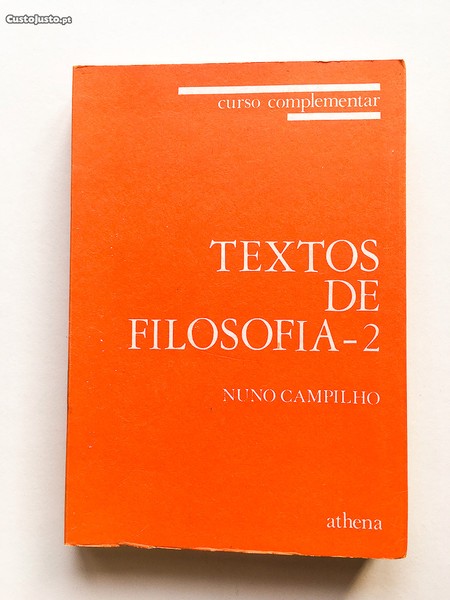 CustoJusto.pt
curso complementar
TEXTOS
DE
FILOSOFIA-2
NUNO CAMPILHO
athena